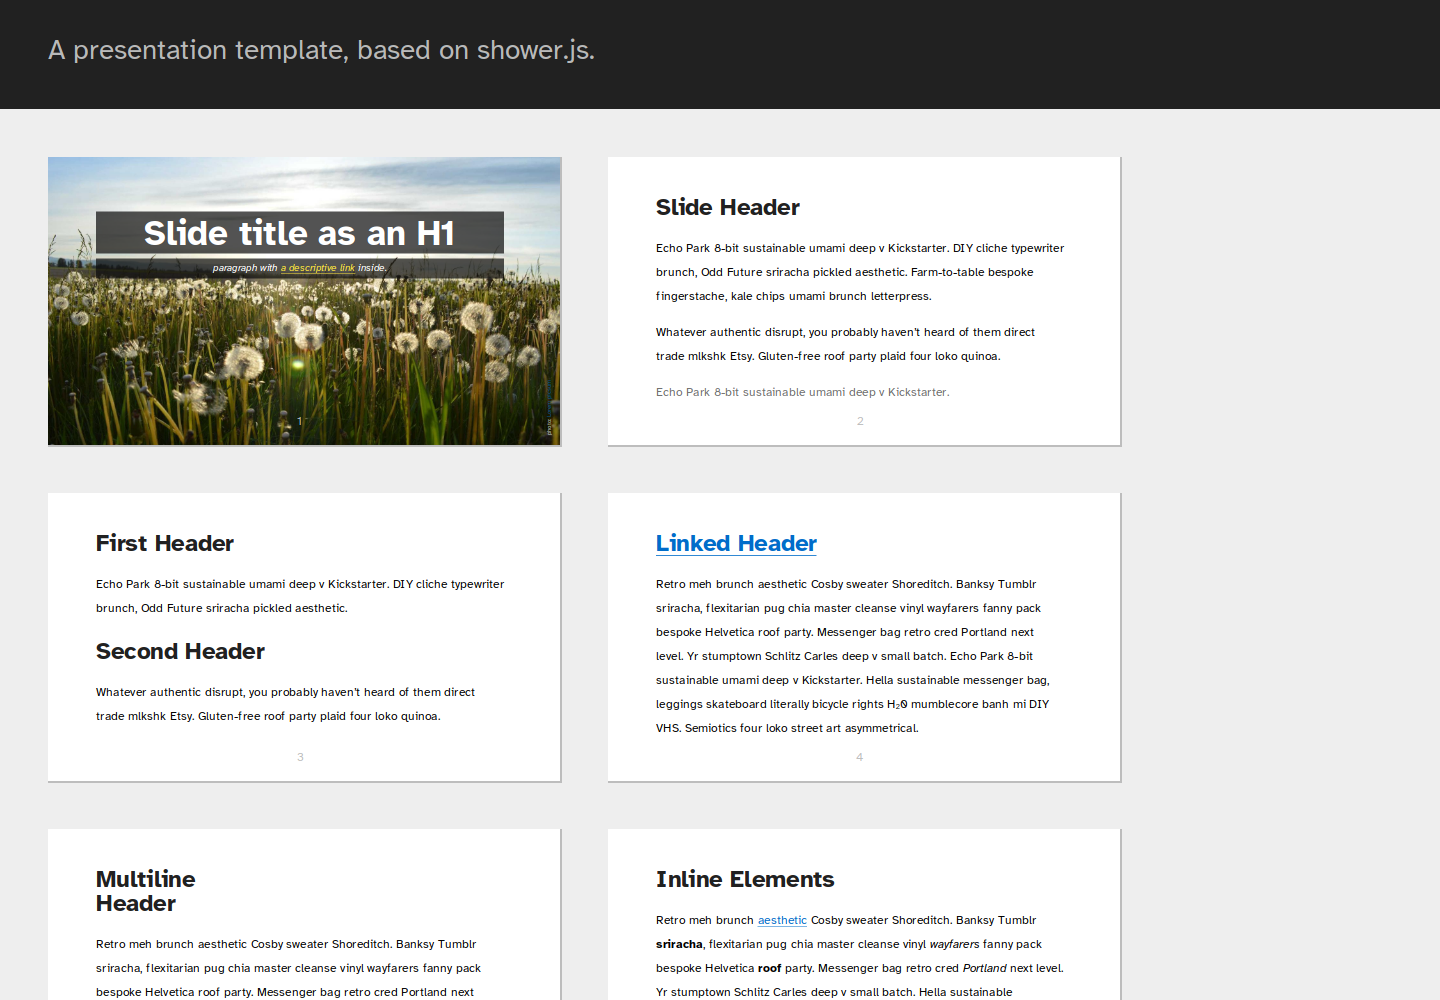 A presentation template, based on shower.js.
Slide title as an H1
paragraph with a descriptive link inside.
1
Slide Header
Echo Park 8-bit sustainable umami deep v Kickstarter. DIY cliche typewriter
brunch, Odd Future sriracha pickled aesthetic. Farm-to-table bespoke
fingerstache, kale chips umami brunch letterpress.
Whatever authentic disrupt, you probably haven't heard of them direct
trade mlkshk Etsy. Gluten-free roof party plaid four loko quinoa.
Echo Park 8-bit sustainable umami deep v Kickstarter.
2
First Header
Echo Park 8-bit sustainable umami deep v Kickstarter. DIY cliche typewriter
brunch, Odd Future sriracha pickled aesthetic.
Second Header
Whatever authentic disrupt, you probably haven't heard of them direct
trade mlkshk Etsy. Gluten-free roof party plaid four loko quinoa.
3
Linked Header
Retro meh brunch aesthetic Cosby sweater Shoreditch. Banksy Tumblr
sriracha, flexitarian pug chia master cleanse vinyl wayfarers fanny pack
bespoke Helvetica roof party. Messenger bag retro cred Portland next
level. Yr stumptown Schlitz Carles deep v small batch. Echo Park 8-bit
sustainable umami deep v Kickstarter. Hella sustainable messenger bag,
leggings skateboard literally bicycle rights H₂0 mumblecore banh mi DIY
VHS. Semiotics four loko street art asymmetrical.
4
Multiline
Header
Retro meh brunch aesthetic Cosby sweater Shoreditch. Banksy Tumblr
sriracha, flexitarian pug chia master cleanse vinyl wayfarers fanny pack
bespoke Helvetica roof party. Messenger bag retro cred Portland next
Inline Elements
Retro meh brunch aesthetic Cosby sweater Shoreditch. Banksy Tumblr
sriracha, flexitarian pug chia master cleanse vinyl wayfarers fanny pack
bespoke Helvetica roof party. Messenger bag retro cred Portland next level.
Yr stumptown Schlitz Carles deep v small batch. Hella sustainable